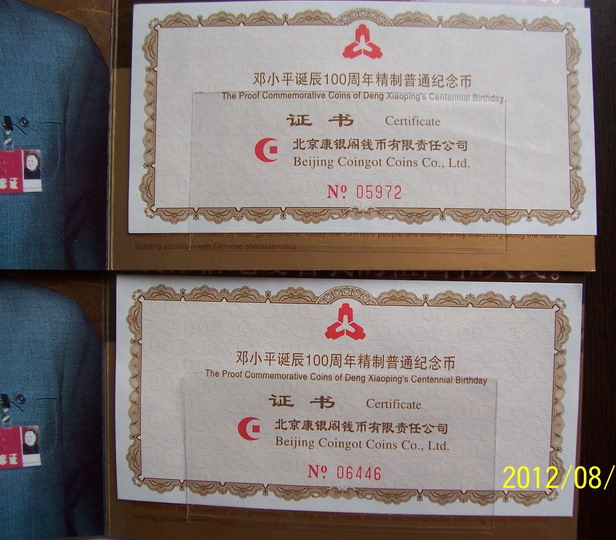 邓小平诞辰100周年精制普通纪念币
The Proof Commemorative Coins of Deng Xiaoping's Centennial Birthday
证书 Certificate
北京康银阁钱币有限责任公司
Beijing Coingot Coins Co., Ltd.
№ 05972
building socialism with Chinese characteristics.
邓小平诞辰100周年精制普通纪念币
The Proof Commemorative Coins of Deng Xiaoping's Centennial Birthday
证书 Certificate
北京康银阁钱币有限责任公司
Beijing Coingot Coins Co., Ltd.
№ 06446
2012/08/